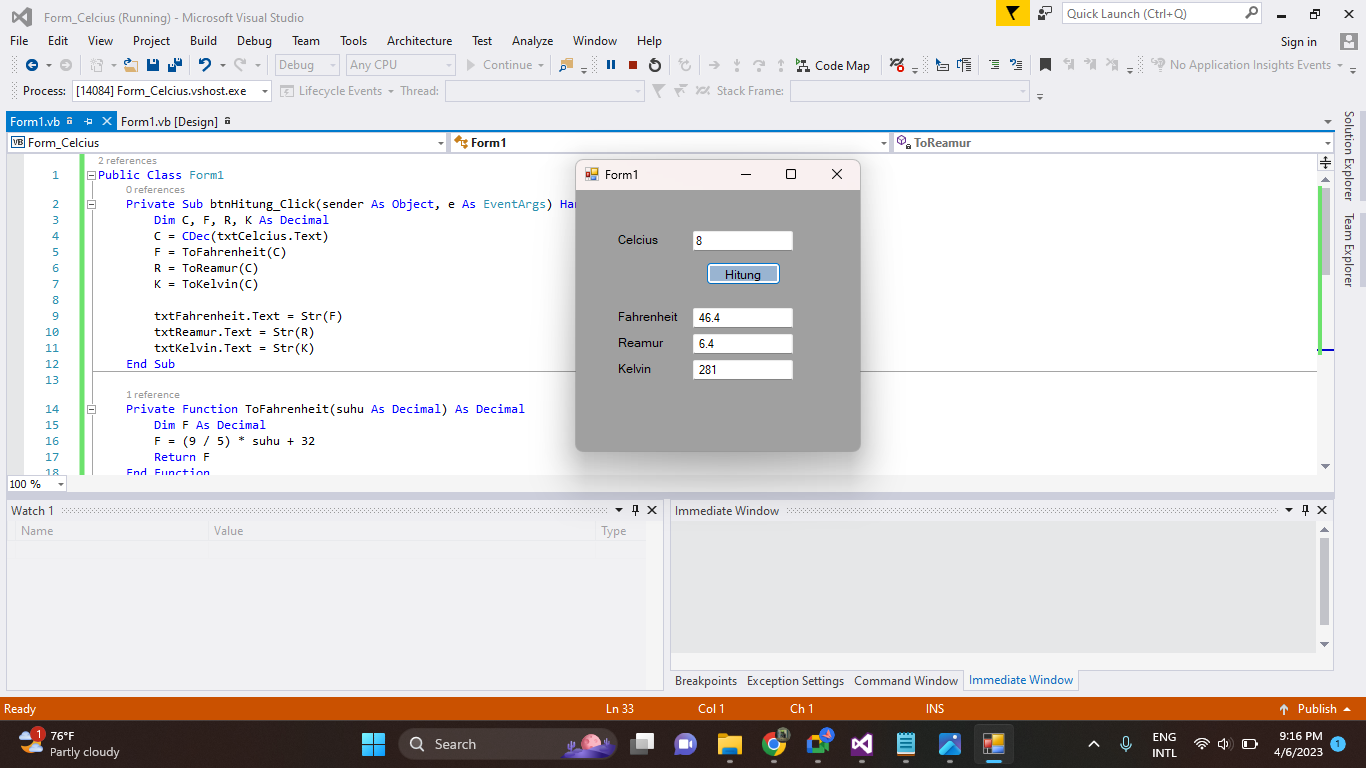 Form_Celcius (Running) - Microsoft Visual Studio
Quick Launch (Ctrl+Q)
File Edit View Project Build Debug Team Tools Architecture Test Analyze Window Help
Sign in
Debug Any CPU Continue Code Map No Application Insights Events
Process: [14084] Form_Celcius.vshost.exe Lifecycle Events Thread: Stack Frame:
Form1.vb Form1.vb [Design]
VB Form_Celcius Form1 ToReamur
2 references
1 Public Class Form1
0 references
2 Private Sub btnHitung_Click(sender As Object, e As EventArgs) Han
3 Dim C, F, R, K As Decimal
4 C = CDec(txtCelcius.Text)
5 F = ToFahrenheit(C)
6 R = ToReamur(C)
7 K = ToKelvin(C)
8
9 txtFahrenheit.Text = Str(F)
10 txtReamur.Text = Str(R)
11 txtKelvin.Text = Str(K)
12 End Sub
13
1 reference
14 Private Function ToFahrenheit(suhu As Decimal) As Decimal
15 Dim F As Decimal
16 F = (9 / 5) * suhu + 32
17 Return F
18 End Function
100 %
Form1
Celcius 8
Hitung
Fahrenheit 46.4
Reamur 6.4
Kelvin 281
Solution Explorer
Team Explorer
Watch 1
Name Value Type
Immediate Window
Breakpoints Exception Settings Command Window Immediate Window
Ready Ln 33 Col 1 Ch 1 INS Publish
1
76°F
Partly cloudy
Search
ENG
INTL
9:16 PM
4/6/2023
1